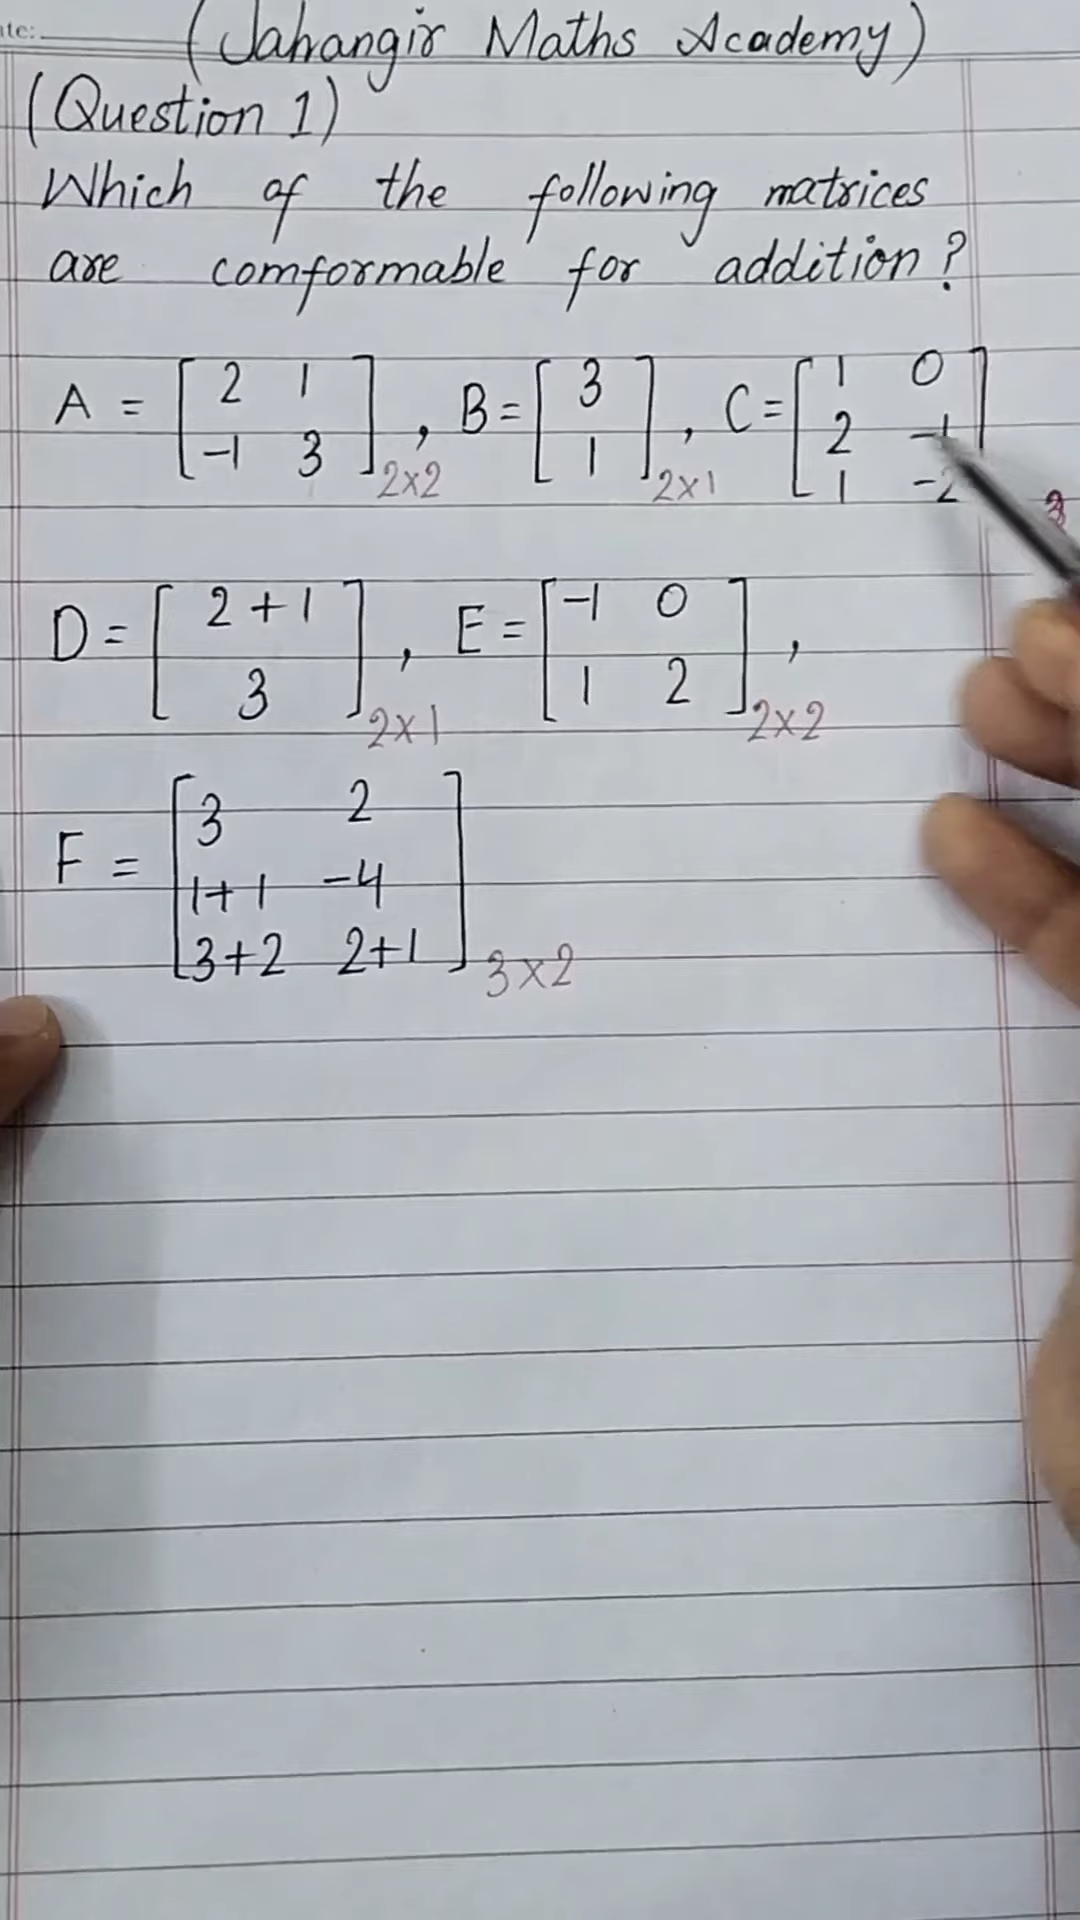 ate:
(Jahangir Maths Academy)
(Question 1)
Which of the following matrices
are comformable for addition?
A = [2 1
-1 3] 2×2 , B = [3
1] 2×1 , C = [1 0
2 -1
1 -2] 3
D = [2+1
3] 2×1 , E = [-1 0
1 2] 2×2 ,
F = [3 2
1+1 -4
3+2 2+1] 3×2